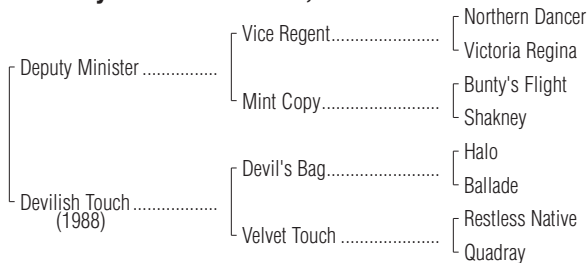 Northern Dancer
Vice Regent
Victoria Regina
Deputy Minister
Bunty's Flight
Mint Copy
Shakney
Halo
Devil's Bag
Ballade
Devilish Touch
(1988)
Restless Native
Velvet Touch
Quadray